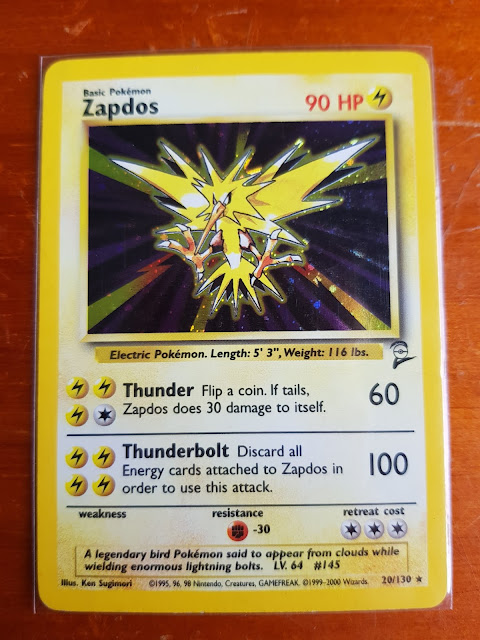 Basic Pokémon
Zapdos
90 HP
Electric Pokémon. Length: 5' 3", Weight: 116 lbs.
Thunder Flip a coin. If tails,
Zapdos does 30 damage to itself.
60
Thunderbolt Discard all
Energy cards attached to Zapdos in
order to use this attack.
100
weakness
resistance
retreat cost
-30
A legendary bird Pokémon said to appear from clouds while
wielding enormous lightning bolts. LV. 64 #145
Illus. Ken Sugimori
©1995, 96, 98 Nintendo, Creatures, GAMEFREAK. ©1999-2000 Wizards.
20/130 ★